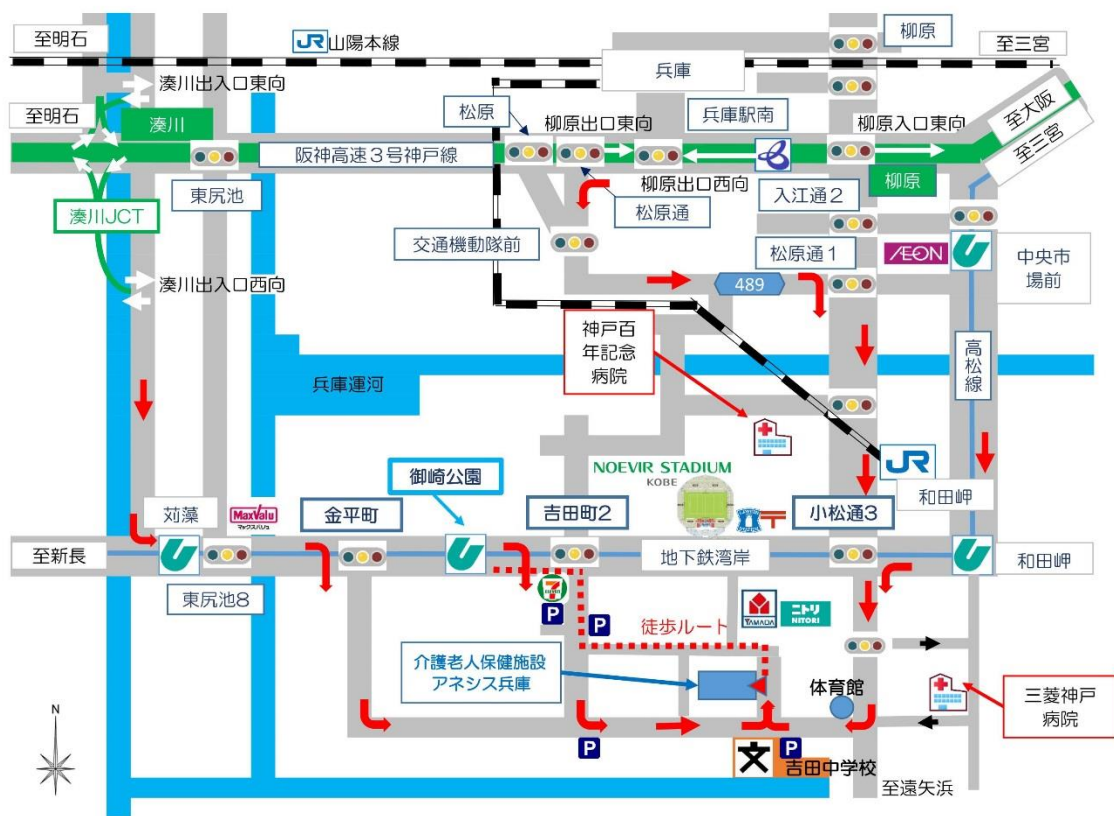 至明石
JR山陽本線
柳原
至三宮
湊川出入口東向
兵庫
至明石
湊川
松原
柳原出口東向
兵庫駅南
柳原入口東向
至大阪
至三宮
阪神高速3号神戸線
東尻池
柳原出口西向
入江通2
柳原
湊川JCT
松原通
交通機動隊前
松原通1
ÆON
中央市
場前
湊川出入口西向
489
神戸百
年記念
病院
高松線
兵庫運河
NOEVIR STADIUM
KOBE
JR
御崎公園
和田岬
苅藻
MaxValu
マックスバリュ
金平町
吉田町2
小松通3
至新長
地下鉄湾岸
和田岬
東尻池8
7
ELEVEn
P
P
YAMADA
ニトリ
NITORI
徒歩ルート
介護老人保健施設
アネシス兵庫
体育館
三菱神戸
病院
N
P
文
P
吉田中学校
至遠矢浜